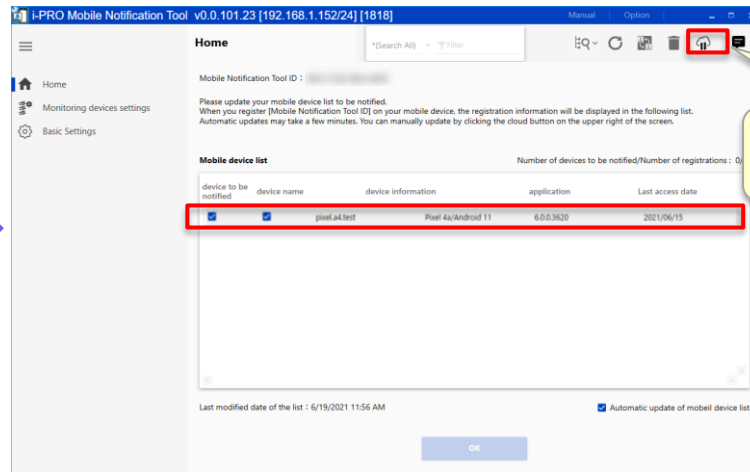 i-PRO Mobile Notification Tool v0.0.101.23 [192.168.1.152/24] [1818]
Manual
Option
Home
*(Search All)
Filter
Home
Monitoring devices settings
Basic Settings
Mobile Notification Tool ID :
Please update your mobile device list to be notified.
When you register [Mobile Notification Tool ID] on your mobile device, the registration information will be displayed in the following list.
Automatic updates may take a few minutes. You can manually update by clicking the cloud button on the upper right of the screen.
Mobile device list
Number of devices to be notified/Number of registrations : 0/
device to be notified
device name
device information
application
Last access date
pixel.a4.test
Pixel 4a/Android 11
6.0.0.3620
2021/06/15
Last modified date of the list : 6/19/2021 11:56 AM
Automatic update of mobeil device list
OK